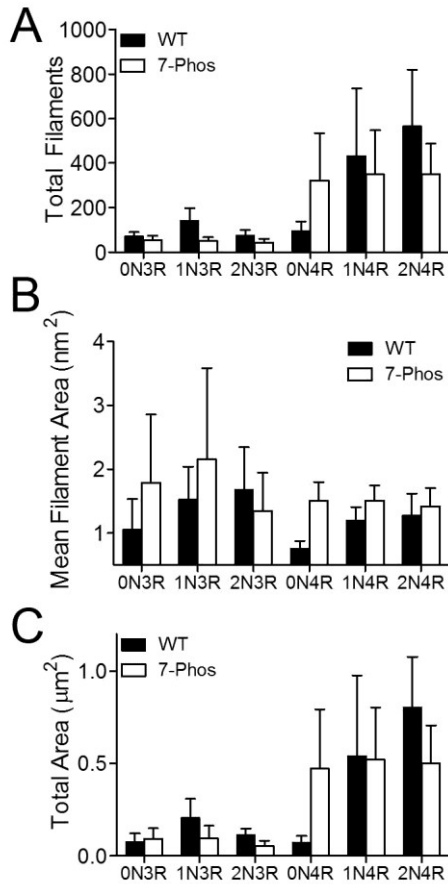 A
WT
7-Phos
Total Filaments
1000
800
600
400
200
0
0N3R 1N3R 2N3R 0N4R 1N4R 2N4R
B
WT
7-Phos
Mean Filament Area (nm²)
4
3
2
1
0N3R 1N3R 2N3R 0N4R 1N4R 2N4R
C
WT
7-Phos
Total Area (μm²)
1.0
0.5
0.0
0N3R 1N3R 2N3R 0N4R 1N4R 2N4R